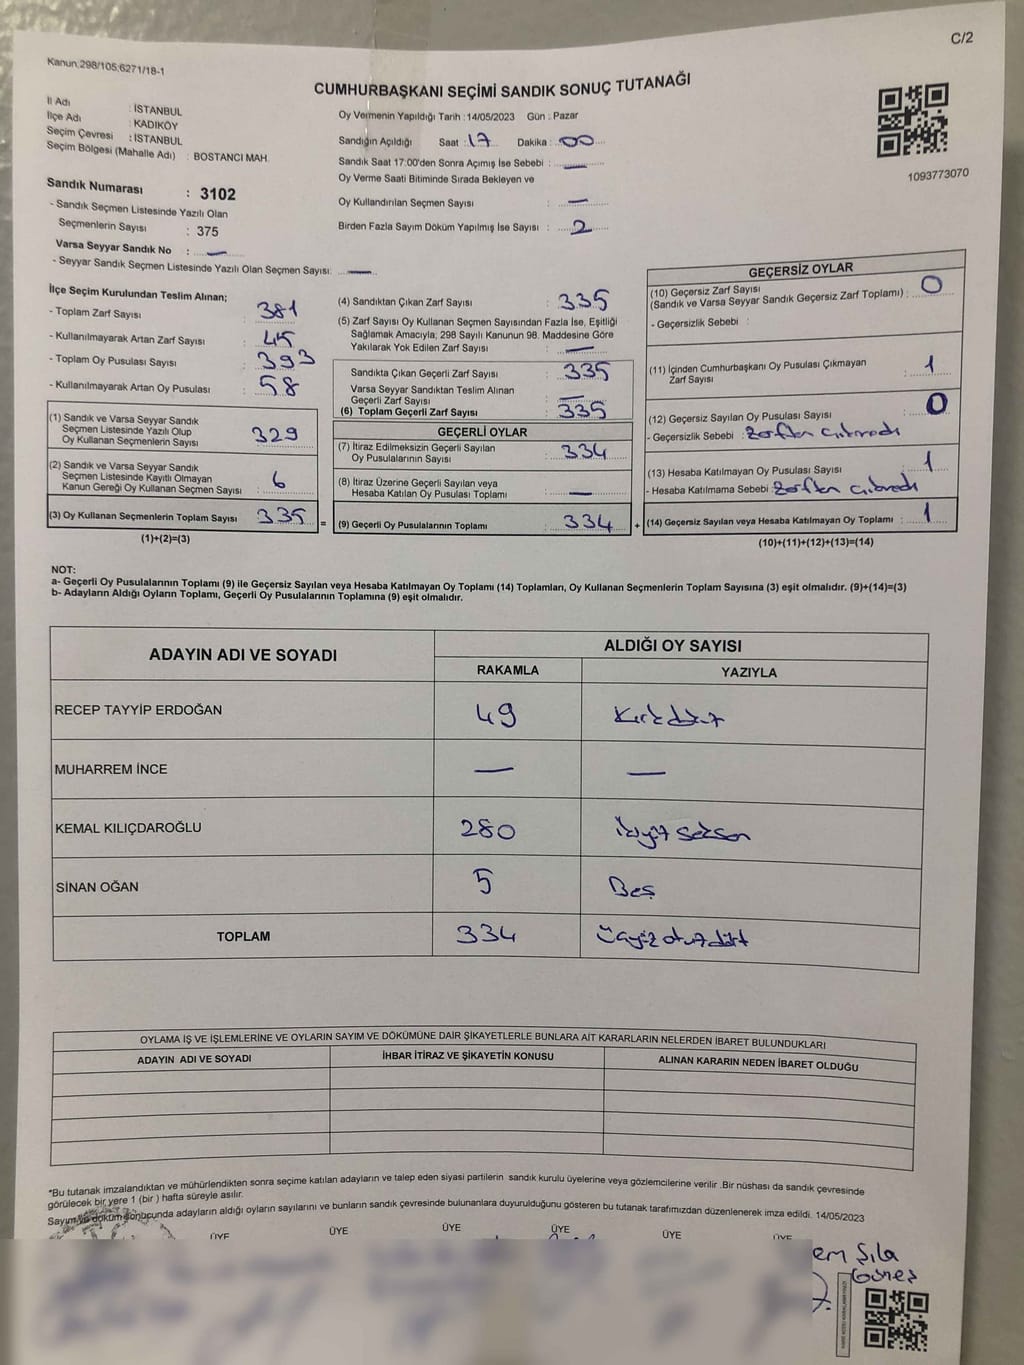 C/2
Kanun:298/105;6271/18-1
CUMHURBAŞKANI SEÇİMİ SANDIK SONUÇ TUTANAĞI
İl Adı : İSTANBUL
İlçe Adı : KADIKÖY
Seçim Çevresi : İSTANBUL
Seçim Bölgesi (Mahalle Adı) : BOSTANCI MAH.
Sandık Numarası : 3102
- Sandık Seçmen Listesinde Yazılı Olan
Seçmenlerin Sayısı : 375
Varsa Seyyar Sandık No : —
- Seyyar Sandık Seçmen Listesinde Yazılı Olan Seçmen Sayısı: —
Oy Vermenin Yapıldığı Tarih : 14/05/2023 Gün : Pazar
Sandığın Açıldığı Saat : 17 Dakika : 00
Sandık Saat 17:00'den Sonra Açımış İse Sebebi : —
Oy Verme Saati Bitiminde Sırada Bekleyen ve
Oy Kullandırılan Seçmen Sayısı : —
Birden Fazla Sayım Döküm Yapılmış İse Sayısı : 2
1093773070
İlçe Seçim Kurulundan Teslim Alınan;
- Toplam Zarf Sayısı : 381
- Kullanılmayarak Artan Zarf Sayısı : 45
- Toplam Oy Pusulası Sayısı : 393
- Kullanılmayarak Artan Oy Pusulası : 58
(1) Sandık ve Varsa Seyyar Sandık
Seçmen Listesinde Yazılı Olup
Oy Kullanan Seçmenlerin Sayısı 329
(2) Sandık ve Varsa Seyyar Sandık
Seçmen Listesinde Kayıtlı Olmayan
Kanun Gereği Oy Kullanan Seçmen Sayısı 6
(3) Oy Kullanan Seçmenlerin Toplam Sayısı 335
(1)+(2)=(3)
(4) Sandıktan Çıkan Zarf Sayısı : 335
(5) Zarf Sayısı Oy Kullanan Seçmen Sayısından Fazla İse, Eşitliği
Sağlamak Amacıyla, 298 Sayılı Kanunun 98. Maddesine Göre
Yakılarak Yok Edilen Zarf Sayısı : —
Sandıkta Çıkan Geçerli Zarf Sayısı : 335
Varsa Seyyar Sandıktan Teslim Alınan
Geçerli Zarf Sayısı : —
(6) Toplam Geçerli Zarf Sayısı : 335
GEÇERLİ OYLAR
(7) İtiraz Edilmeksizin Geçerli Sayılan
Oy Pusulalarının Sayısı : 334
(8) İtiraz Üzerine Geçerli Sayılan veya
Hesaba Katılan Oy Pusulası Toplamı : —
= (9) Geçerli Oy Pusulalarının Toplamı : 334 +
GEÇERSİZ OYLAR
(10) Geçersiz Zarf Sayısı
(Sandık ve Varsa Seyyar Sandık Geçersiz Zarf Toplamı) : 0
- Geçersizlik Sebebi :
(11) İçinden Cumhurbaşkanı Oy Pusulası Çıkmayan
Zarf Sayısı : 1
(12) Geçersiz Sayılan Oy Pusulası Sayısı : 0
- Geçersizlik Sebebi : Zarftan çıkmadı
(13) Hesaba Katılmayan Oy Pusulası Sayısı : 1
- Hesaba Katılmama Sebebi : Zarftan çıkmadı
(14) Geçersiz Sayılan veya Hesaba Katılmayan Oy Toplamı : 1
(10)+(11)+(12)+(13)=(14)
NOT:
a- Geçerli Oy Pusulalarının Toplamı (9) ile Geçersiz Sayılan veya Hesaba Katılmayan Oy Toplamı (14) Toplamları, Oy Kullanan Seçmenlerin Toplam Sayısına (3) eşit olmalıdır. (9)+(14)=(3)
b- Adayların Aldığı Oyların Toplamı, Geçerli Oy Pusulalarının Toplamına (9) eşit olmalıdır.
ADAYIN ADI VE SOYADI ALDIĞI OY SAYISI
RAKAMLA YAZIYLA
RECEP TAYYİP ERDOĞAN 49 Kırkdokuz
MUHARREM İNCE — —
KEMAL KILIÇDAROĞLU 280 İkiyüz seksen
SİNAN OĞAN 5 Beş
TOPLAM 334 Üçyüz otuzdört
OYLAMA İŞ VE İŞLEMLERİNE VE OYLARIN SAYIM VE DÖKÜMÜNE DAİR ŞİKAYETLERLE BUNLARA AİT KARARLARIN NELERDEN İBARET BULUNDUKLARI
ADAYIN ADI VE SOYADI İHBAR İTİRAZ VE ŞİKAYETİN KONUSU ALINAN KARARIN NEDEN İBARET OLDUĞU
*Bu tutanak imzalandıktan ve mühürlendikten sonra seçime katılan adayların ve talep eden siyasi partilerin sandık kurulu üyelerine veya gözlemcilerine verilir .Bir nüshası da sandık çevresinde
görülecek bir yere 1 (bir ) hafta süreyle asılır.
Sayım ve döküm sonucunda adayların aldığı oyların sayılarını ve bunların sandık çevresinde bulunanlara duyurulduğunu gösteren bu tutanak tarafımızdan düzenlenerek imza edildi. 14/05/2023
ÜYE ÜYE ÜYE ÜYE ÜYE ÜYE
em Şıla
Güneş